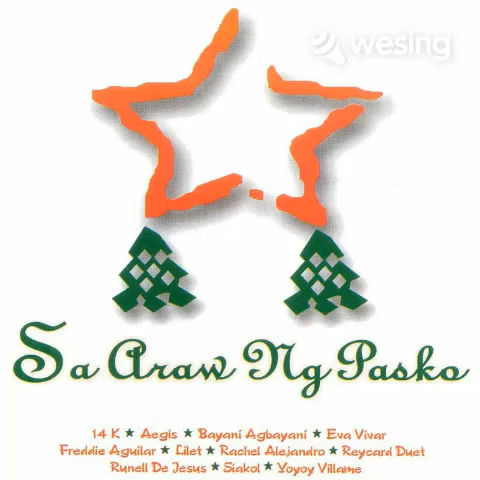 wesing
Sa Araw Ng Pasko
14 K ★ Aegis ★ Bayani Agbayani ★ Eva Vivar
Freddie Aguilar ★ Lilet ★ Rachel Alejandro ★ Reycard Duet
Runell De Jesus ★ Siakol ★ Yoyoy Villame